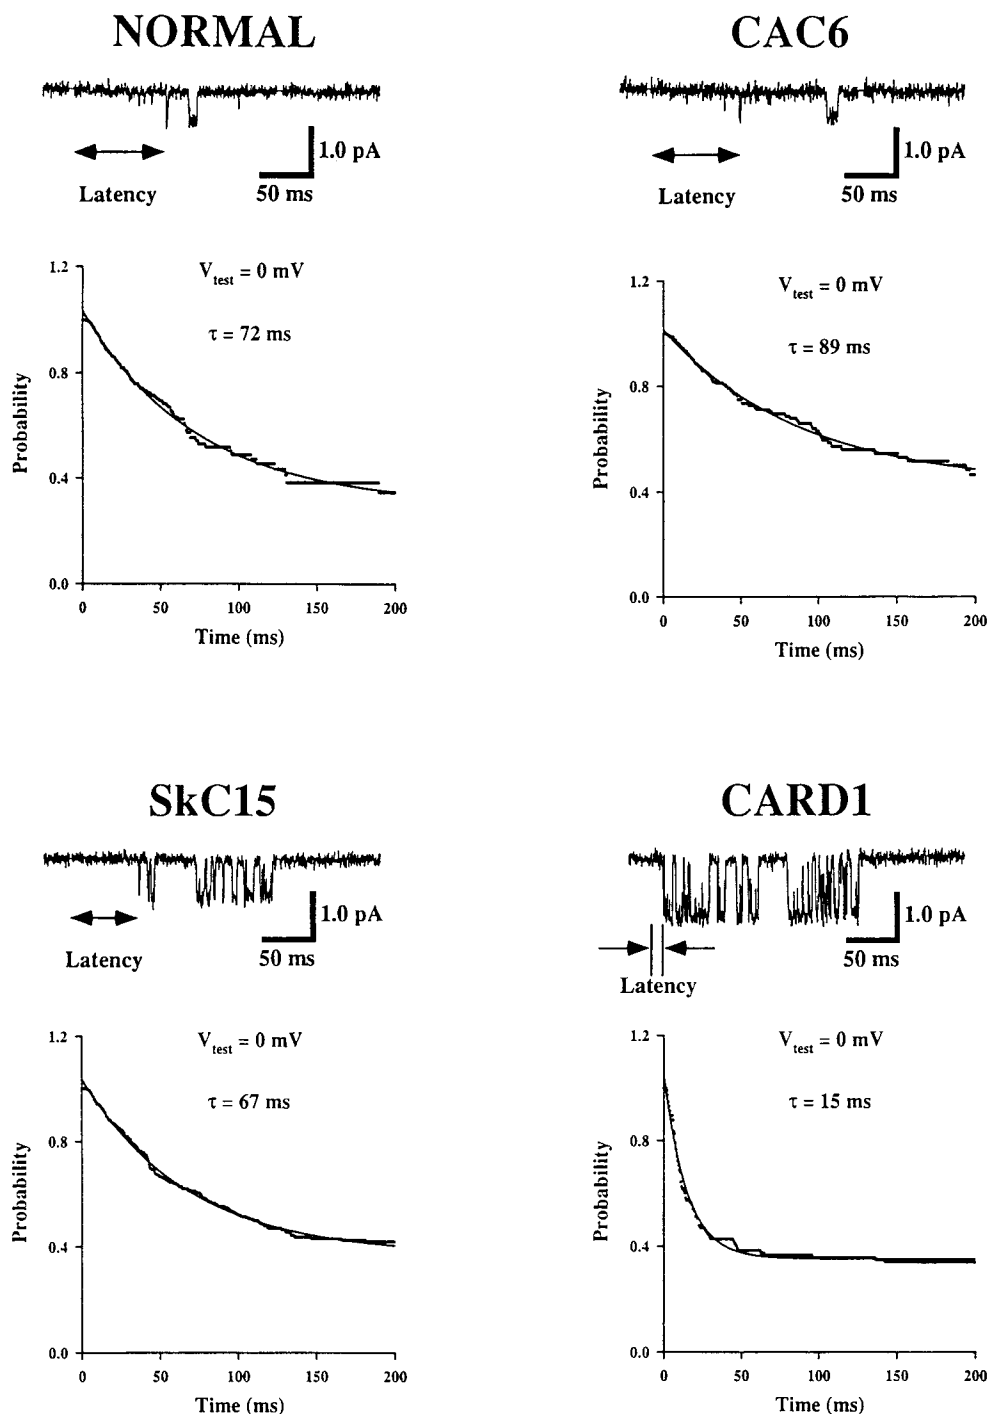 NORMAL
1.0 pA
Latency
50 ms
1.2
0.8
0.4
0.0
Probability
V_test = 0 mV
τ = 72 ms
0 50 100 150 200
Time (ms)
CAC6
1.0 pA
Latency
50 ms
1.2
0.8
0.4
0.0
Probability
V_test = 0 mV
τ = 89 ms
0 50 100 150 200
Time (ms)
SkC15
1.0 pA
Latency
50 ms
1.2
0.8
0.4
0.0
Probability
V_test = 0 mV
τ = 67 ms
0 50 100 150 200
Time (ms)
CARD1
1.0 pA
50 ms
Latency
1.2
0.8
0.4
0.0
Probability
V_test = 0 mV
τ = 15 ms
0 50 100 150 200
Time (ms)